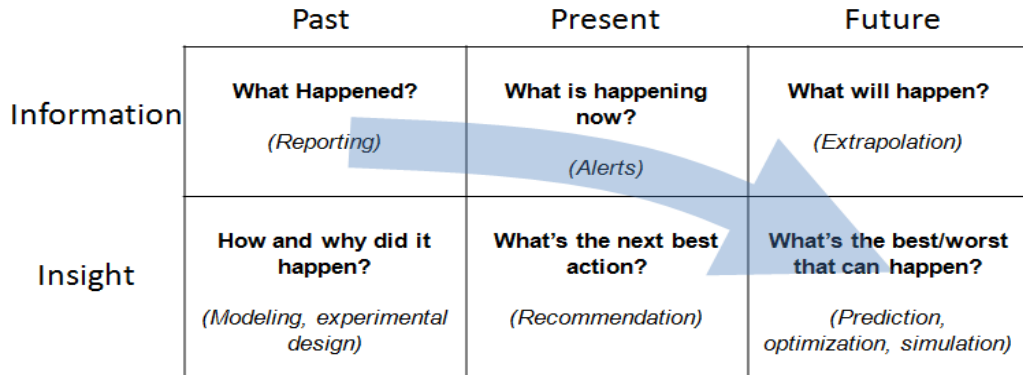 Past Present Future
Information
What Happened?
(Reporting)
What is happening
now?
(Alerts)
What will happen?
(Extrapolation)
Insight
How and why did it
happen?
(Modeling, experimental
design)
What's the next best
action?
(Recommendation)
What's the best/worst
that can happen?
(Prediction,
optimization, simulation)